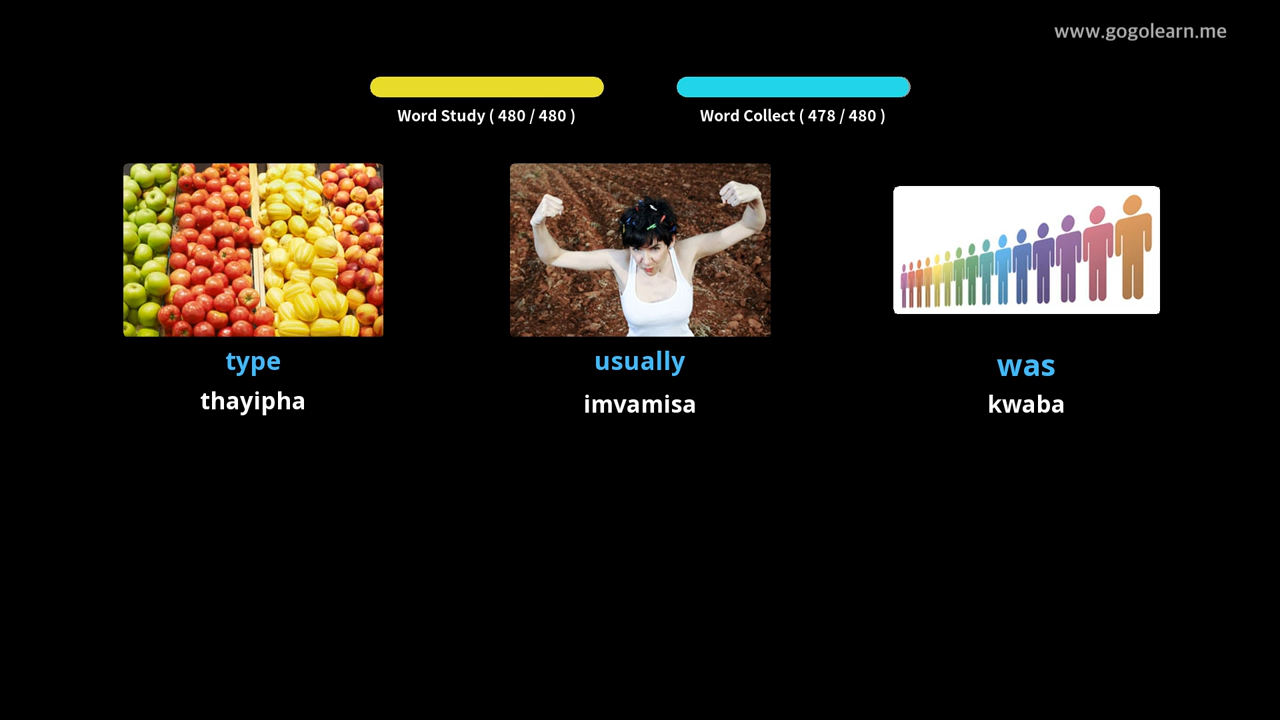 www.gogolearn.me
Word Study ( 480 / 480 )
Word Collect ( 478 / 480 )
type
usually
was
thayipha
imvamisa
kwaba